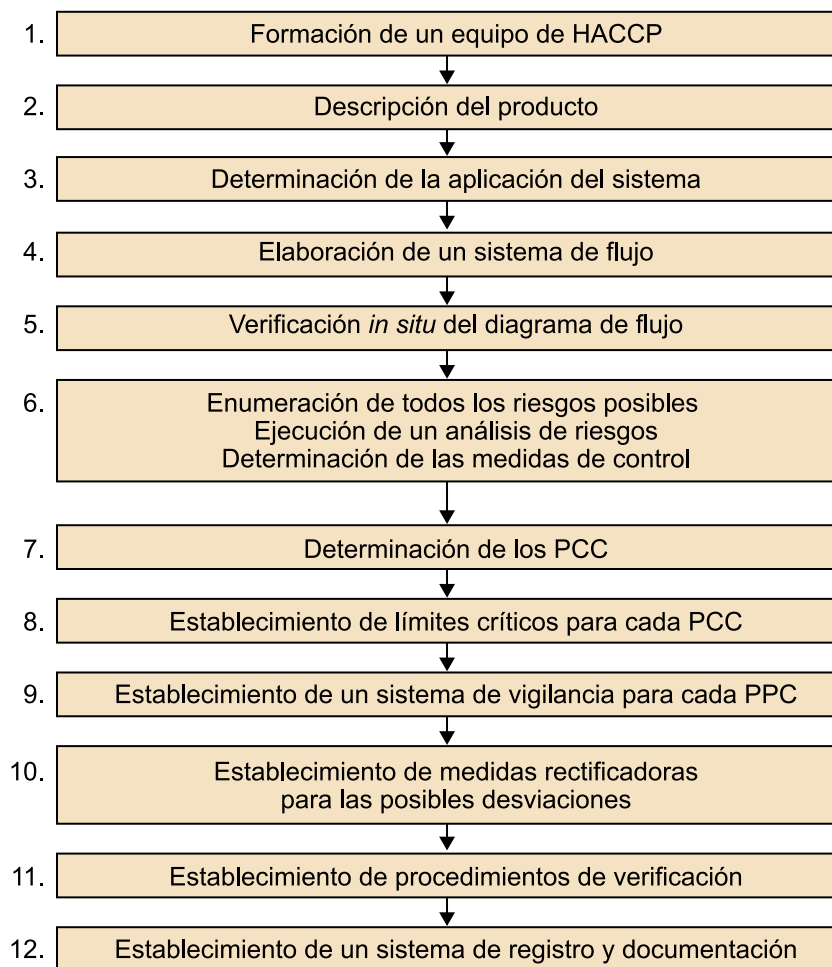 1. Formación de un equipo de HACCP
2. Descripción del producto
3. Determinación de la aplicación del sistema
4. Elaboración de un sistema de flujo
5. Verificación in situ del diagrama de flujo
6. Enumeración de todos los riesgos posibles
Ejecución de un análisis de riesgos
Determinación de las medidas de control
7. Determinación de los PCC
8. Establecimiento de límites críticos para cada PCC
9. Establecimiento de un sistema de vigilancia para cada PPC
10. Establecimiento de medidas rectificadoras
para las posibles desviaciones
11. Establecimiento de procedimientos de verificación
12. Establecimiento de un sistema de registro y documentación